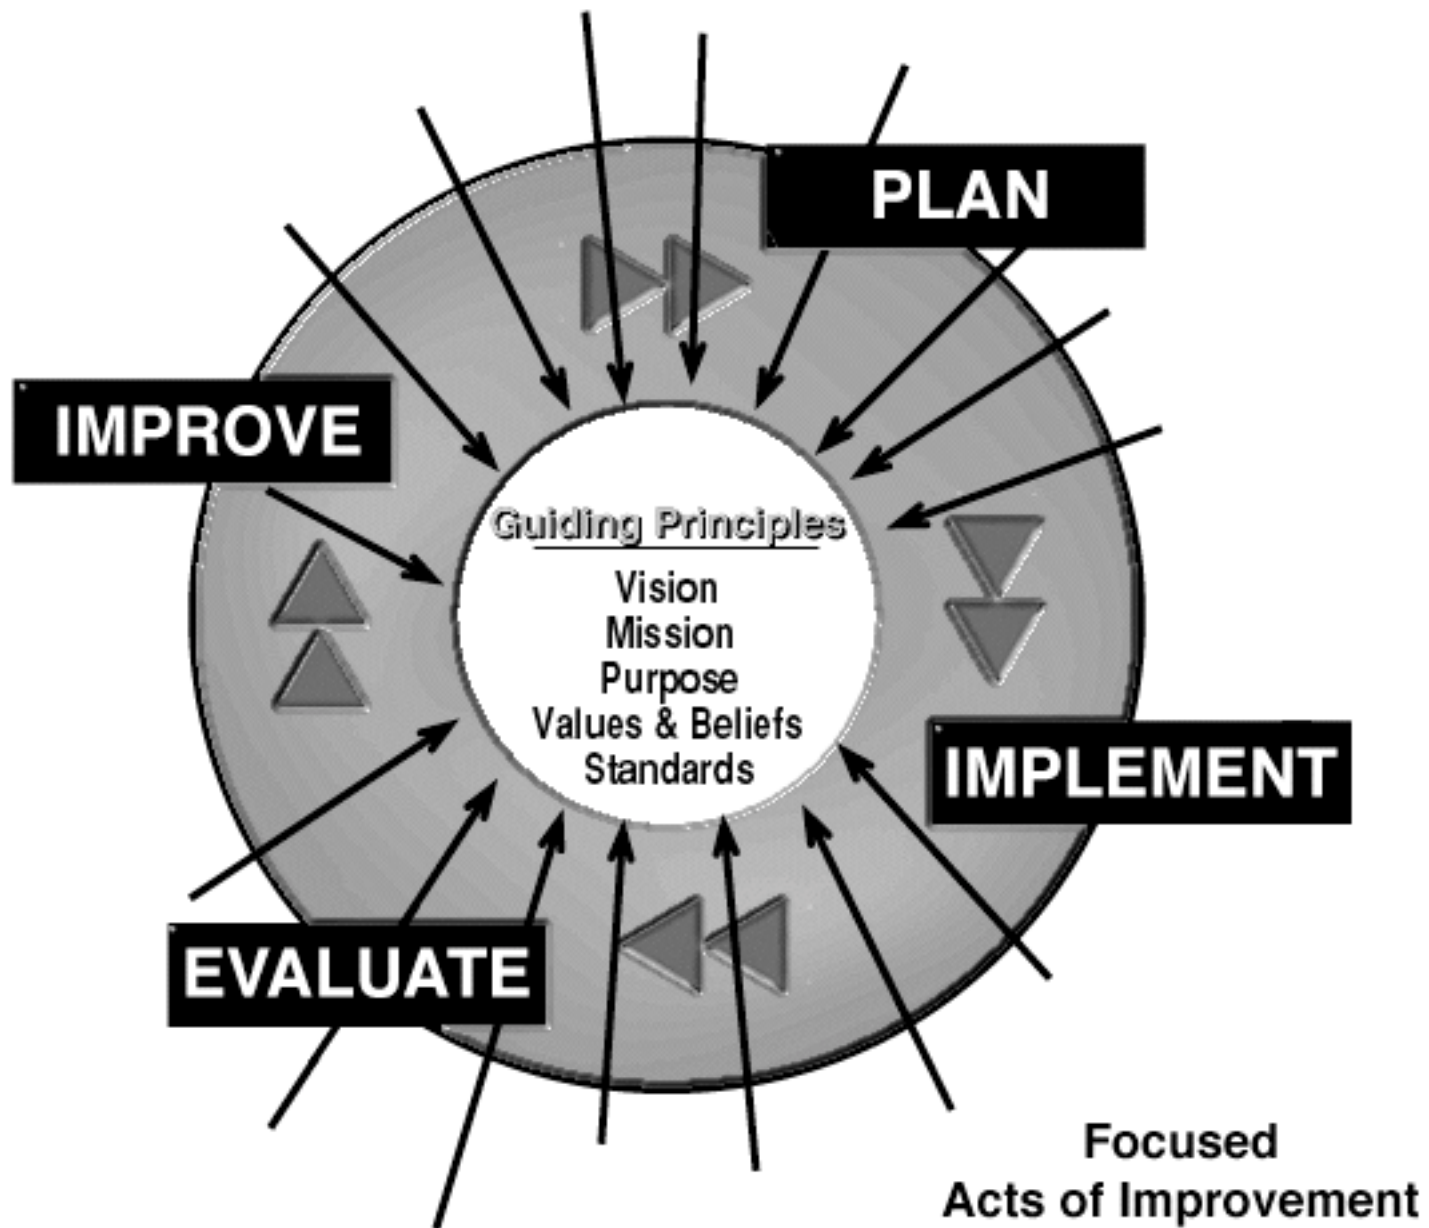 PLAN
IMPROVE
Guiding Principles
Vision
Mission
Purpose
Values & Beliefs
Standards
IMPLEMENT
EVALUATE
Focused
Acts of Improvement